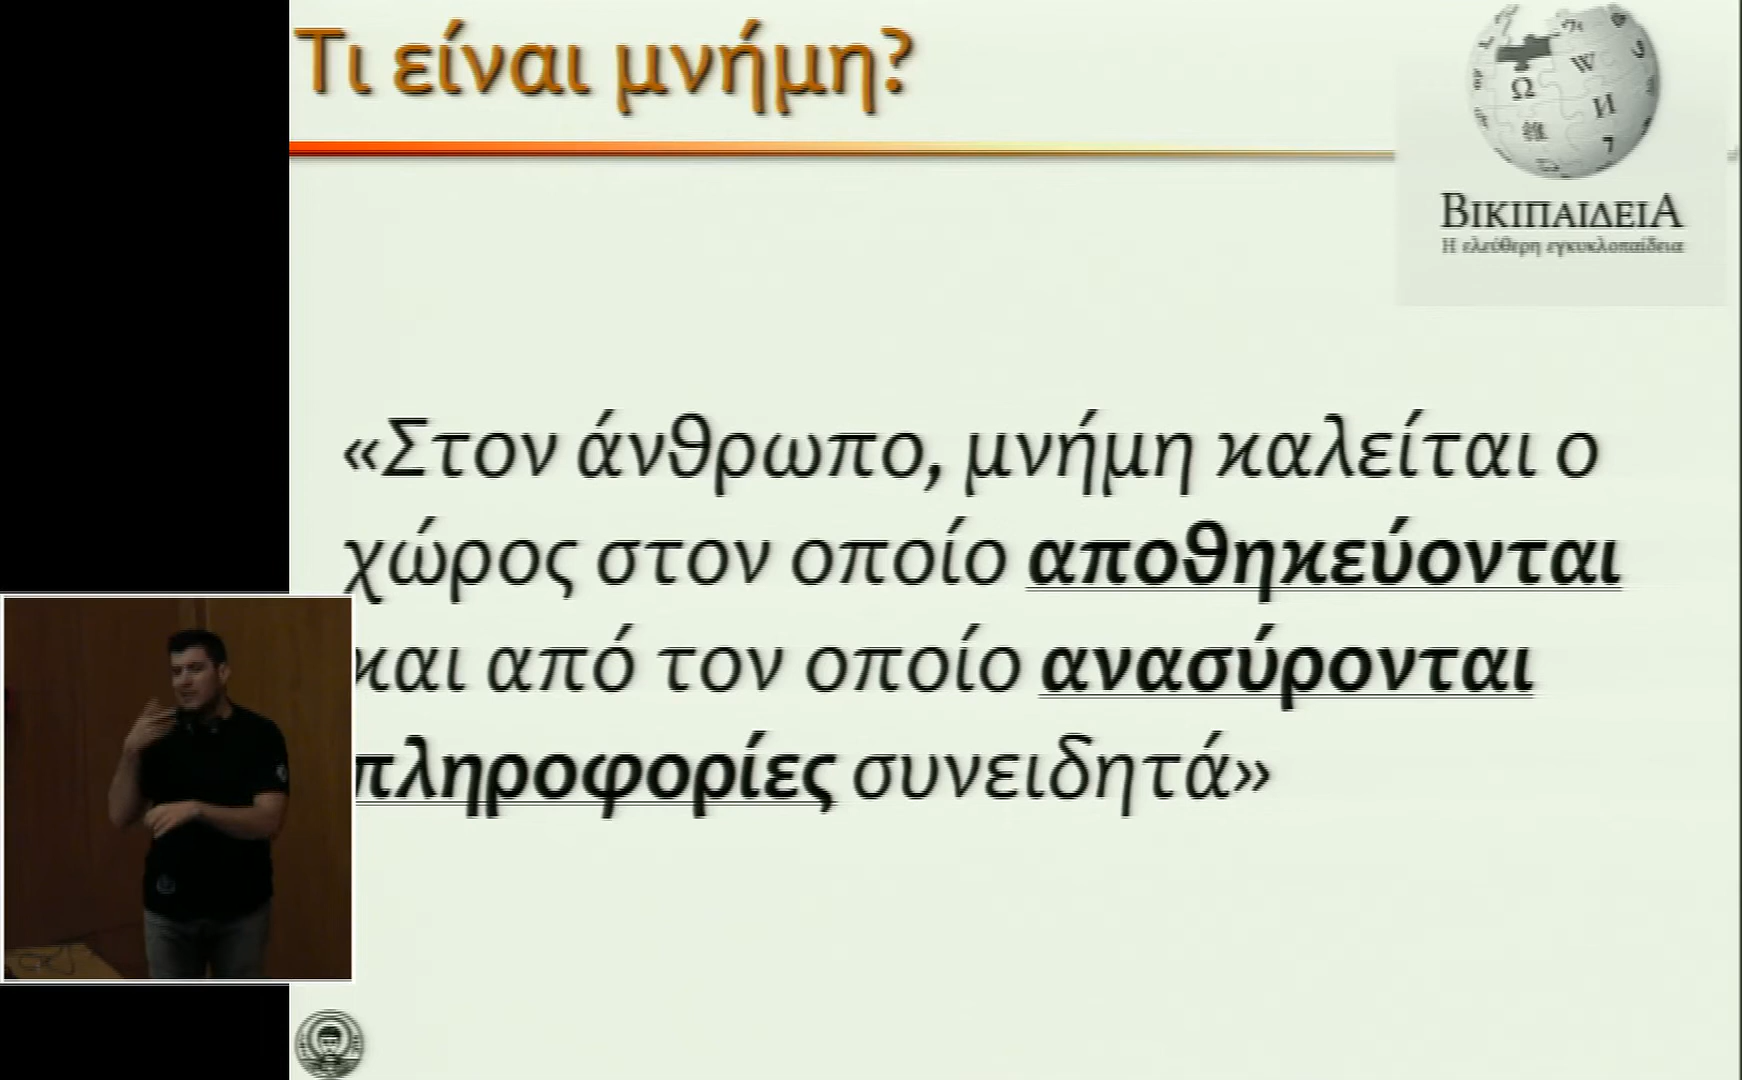 Τι είναι μνήμη?
ΒΙΚΙΠΑΙΔΕΙΑ
Η ελεύθερη εγκυκλοπαίδεια
«Στον άνθρωπο, μνήμη καλείται ο
χώρος στον οποίο αποθηκεύονται
και από τον οποίο ανασύρονται
πληροφορίες συνειδητά»